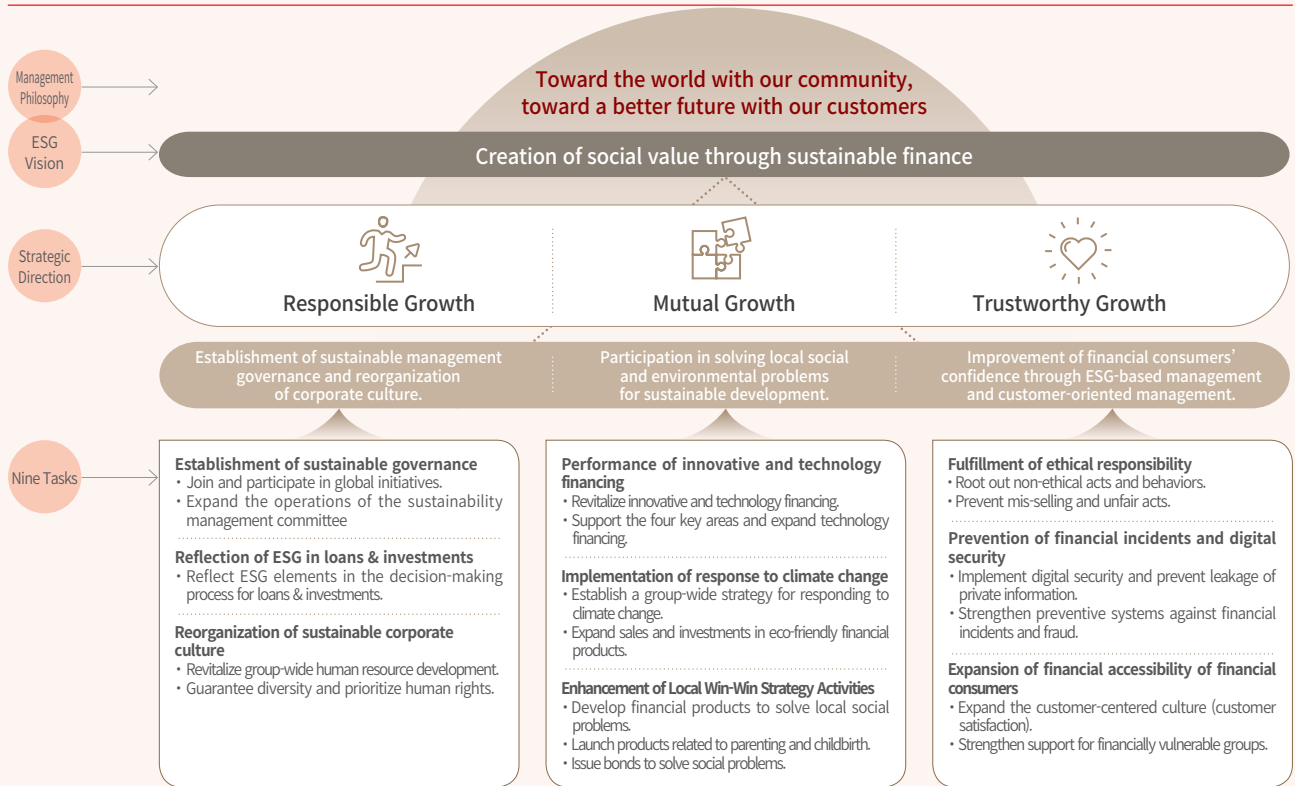 Management
Philosophy
Toward the world with our community,
toward a better future with our customers
ESG
Vision
Creation of social value through sustainable finance
Strategic
Direction
Responsible Growth
Mutual Growth
Trustworthy Growth
Establishment of sustainable management
governance and reorganization
of corporate culture.
Participation in solving local social
and environmental problems
for sustainable development.
Improvement of financial consumers’
confidence through ESG-based management
and customer-oriented management.
Nine Tasks
Establishment of sustainable governance
· Join and participate in global initiatives.
· Expand the operations of the sustainability
management committee
Reflection of ESG in loans & investments
· Reflect ESG elements in the decision-making
process for loans & investments.
Reorganization of sustainable corporate
culture
· Revitalize group-wide human resource development.
· Guarantee diversity and prioritize human rights.
Performance of innovative and technology
financing
· Revitalize innovative and technology financing.
· Support the four key areas and expand technology
financing.
Implementation of response to climate change
· Establish a group-wide strategy for responding to
climate change.
· Expand sales and investments in eco-friendly financial
products.
Enhancement of Local Win-Win Strategy Activities
· Develop financial products to solve local social
problems.
· Launch products related to parenting and childbirth.
· Issue bonds to solve social problems.
Fulfillment of ethical responsibility
· Root out non-ethical acts and behaviors.
· Prevent mis-selling and unfair acts.
Prevention of financial incidents and digital
security
· Implement digital security and prevent leakage of
private information.
· Strengthen preventive systems against financial
incidents and fraud.
Expansion of financial accessibility of financial
consumers
· Expand the customer-centered culture (customer
satisfaction).
· Strengthen support for financially vulnerable groups.